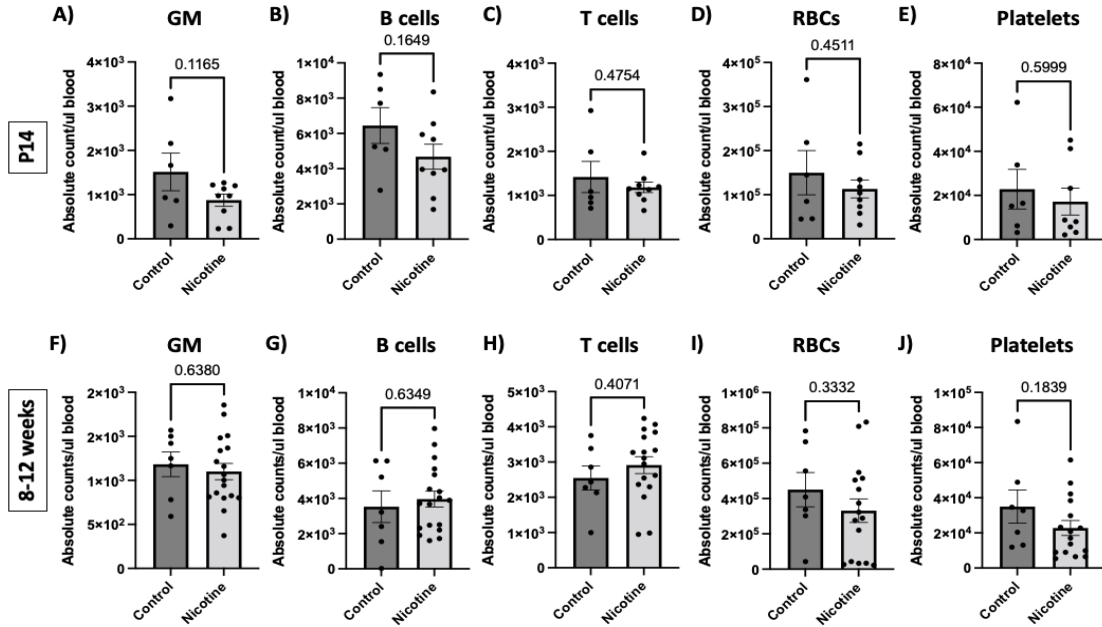 A) GM
0.1165
Absolute count/ul blood
4×10³
3×10³
2×10³
1×10³
0
Control
Nicotine
B) B cells
0.1649
Absolute count/ul blood
1×10⁴
8×10³
6×10³
4×10³
2×10³
0
Control
Nicotine
C) T cells
0.4754
Absolute count/ul blood
4×10³
3×10³
2×10³
1×10³
0
Control
Nicotine
D) RBCs
0.4511
Absolute count/ul blood
4×10⁵
3×10⁵
2×10⁵
1×10⁵
0
Control
Nicotine
E) Platelets
0.5999
Absolute count/ul blood
8×10⁴
6×10⁴
4×10⁴
2×10⁴
0
Control
Nicotine
P14
F) GM
0.6380
Absolute counts/ul blood
2×10³
2×10³
1×10³
5×10²
0
Control
Nicotine
G) B cells
0.6349
Absolute counts/ul blood
1×10⁴
8×10³
6×10³
4×10³
2×10³
0
Control
Nicotine
H) T cells
0.4071
Absolute counts/ul blood
5×10³
4×10³
3×10³
2×10³
1×10³
0
Control
Nicotine
I) RBCs
0.3332
Absolute counts/ul blood
1×10⁶
8×10⁵
6×10⁵
4×10⁵
2×10⁵
0
Control
Nicotine
J) Platelets
0.1839
Absolute counts/ul blood
1×10⁵
8×10⁴
6×10⁴
4×10⁴
2×10⁴
0
Control
Nicotine
8-12 weeks